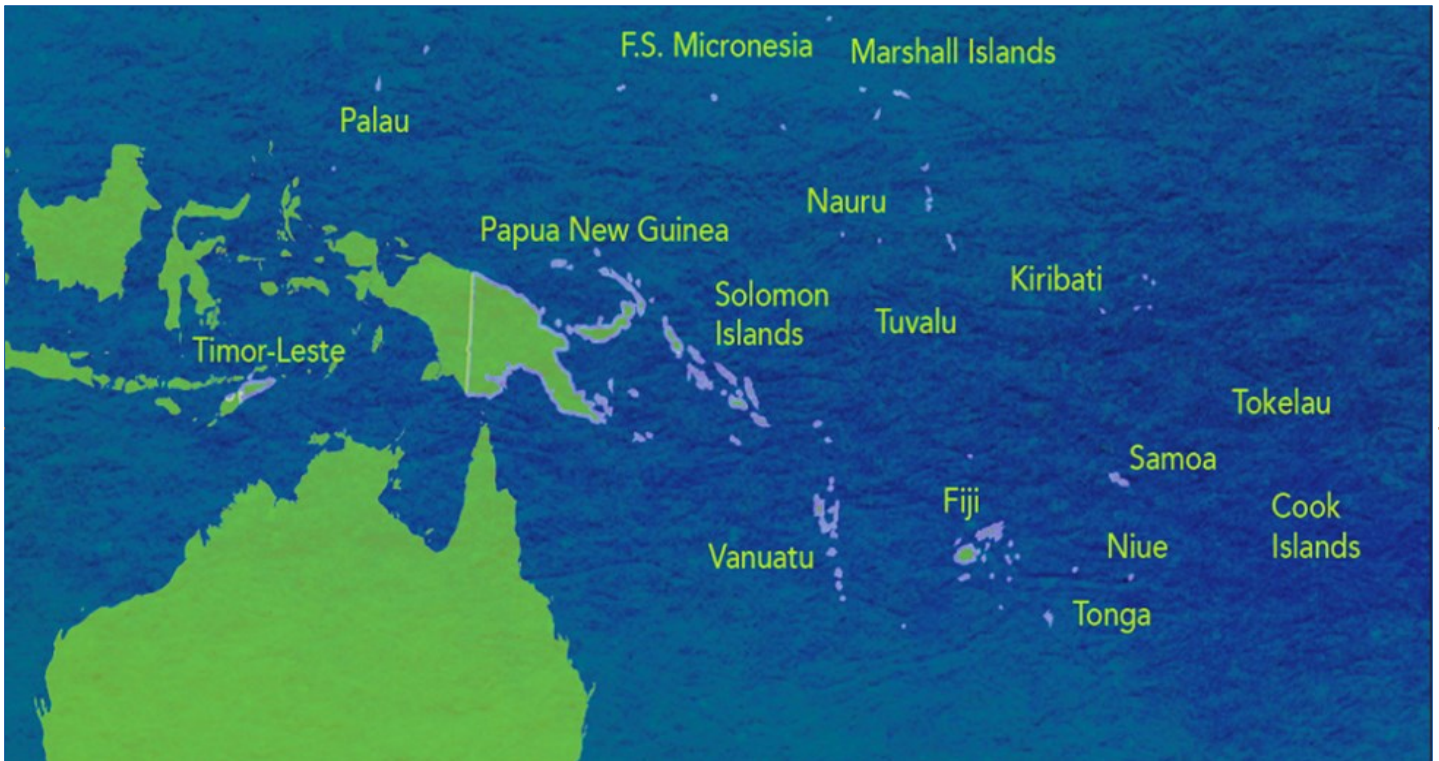 F.S. Micronesia
Marshall Islands
Palau
Nauru
Papua New Guinea
Kiribati
Solomon
Islands
Tuvalu
Timor-Leste
Tokelau
Samoa
Fiji
Cook
Islands
Niue
Vanuatu
Tonga